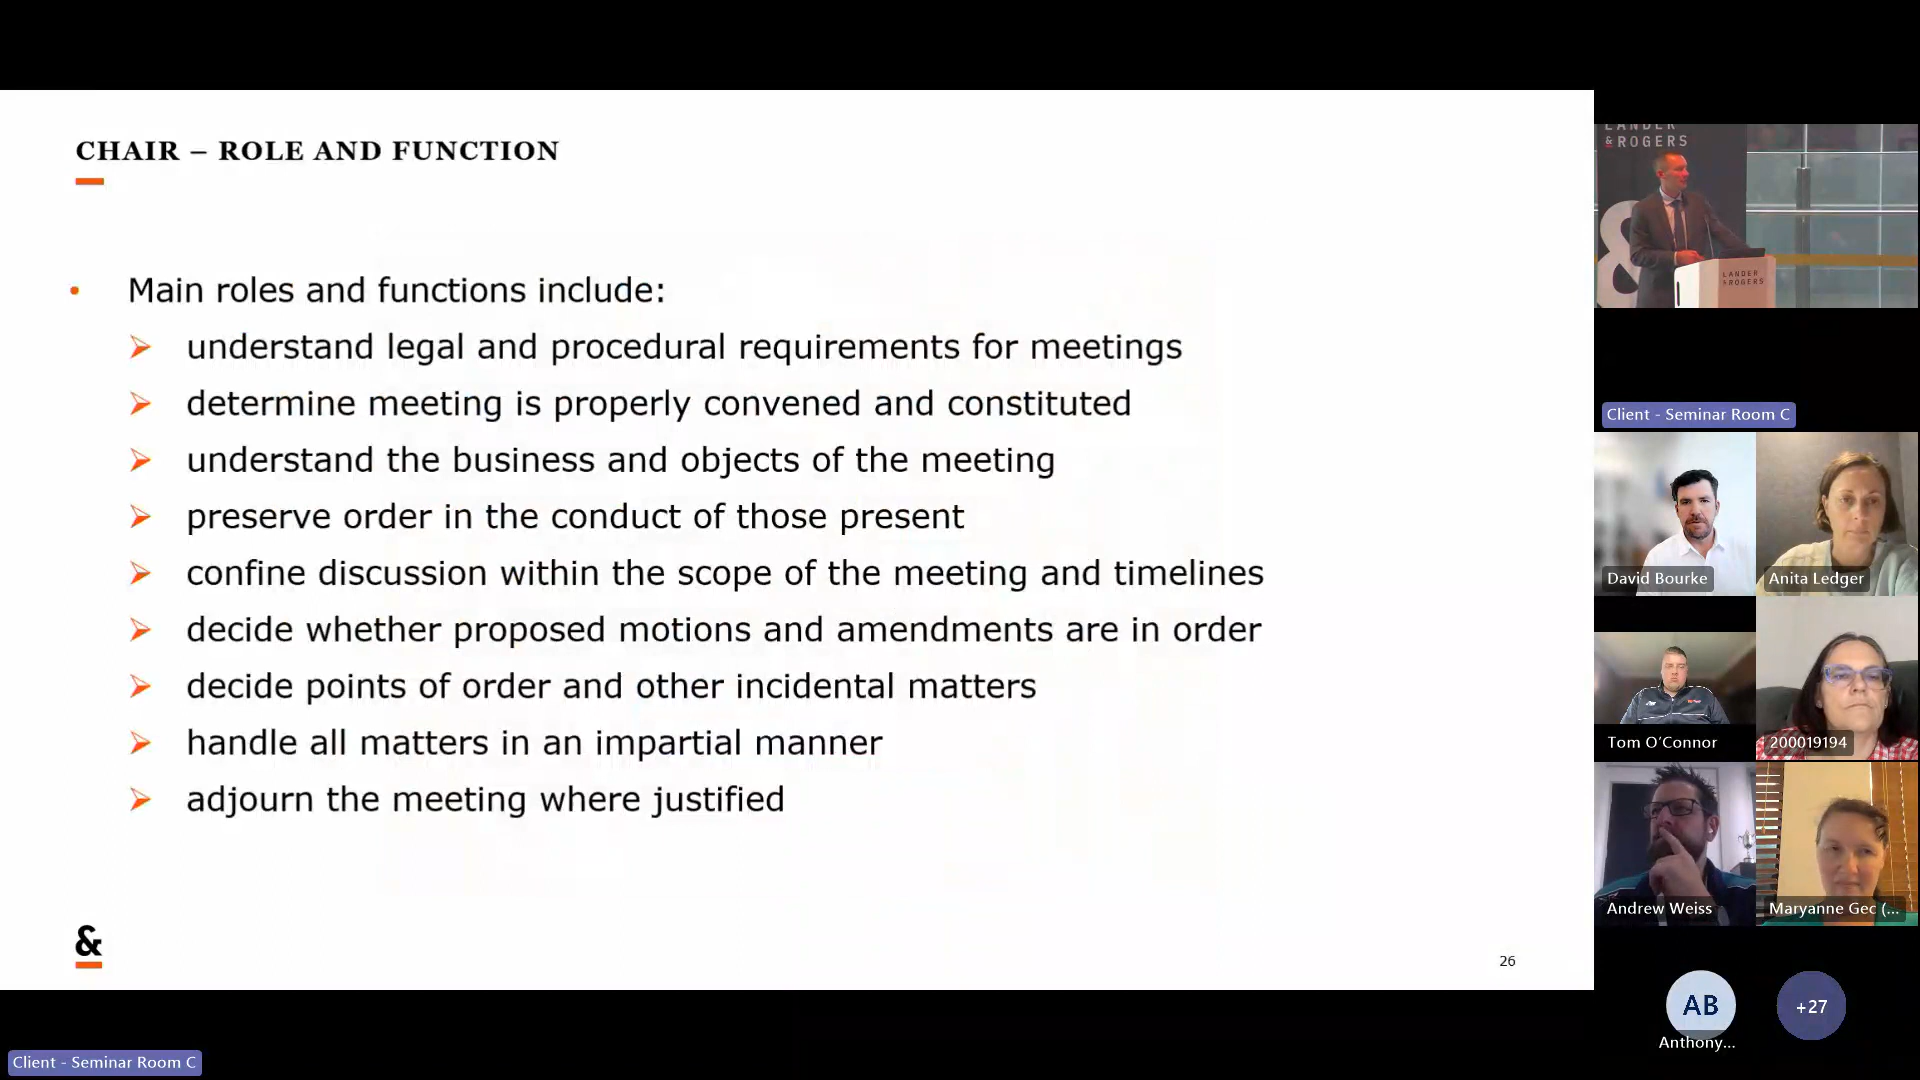 CHAIR – ROLE AND FUNCTION
• Main roles and functions include:
➢ understand legal and procedural requirements for meetings
➢ determine meeting is properly convened and constituted
➢ understand the business and objects of the meeting
➢ preserve order in the conduct of those present
➢ confine discussion within the scope of the meeting and timelines
➢ decide whether proposed motions and amendments are in order
➢ decide points of order and other incidental matters
➢ handle all matters in an impartial manner
➢ adjourn the meeting where justified
&
26
Client - Seminar Room C
LANDER
& ROGERS
&
LANDER
& ROGERS
Client - Seminar Room C
David Bourke
Anita Ledger
Tom O’Connor
200019194
Andrew Weiss
Maryanne Gec (...
AB
Anthony...
+27